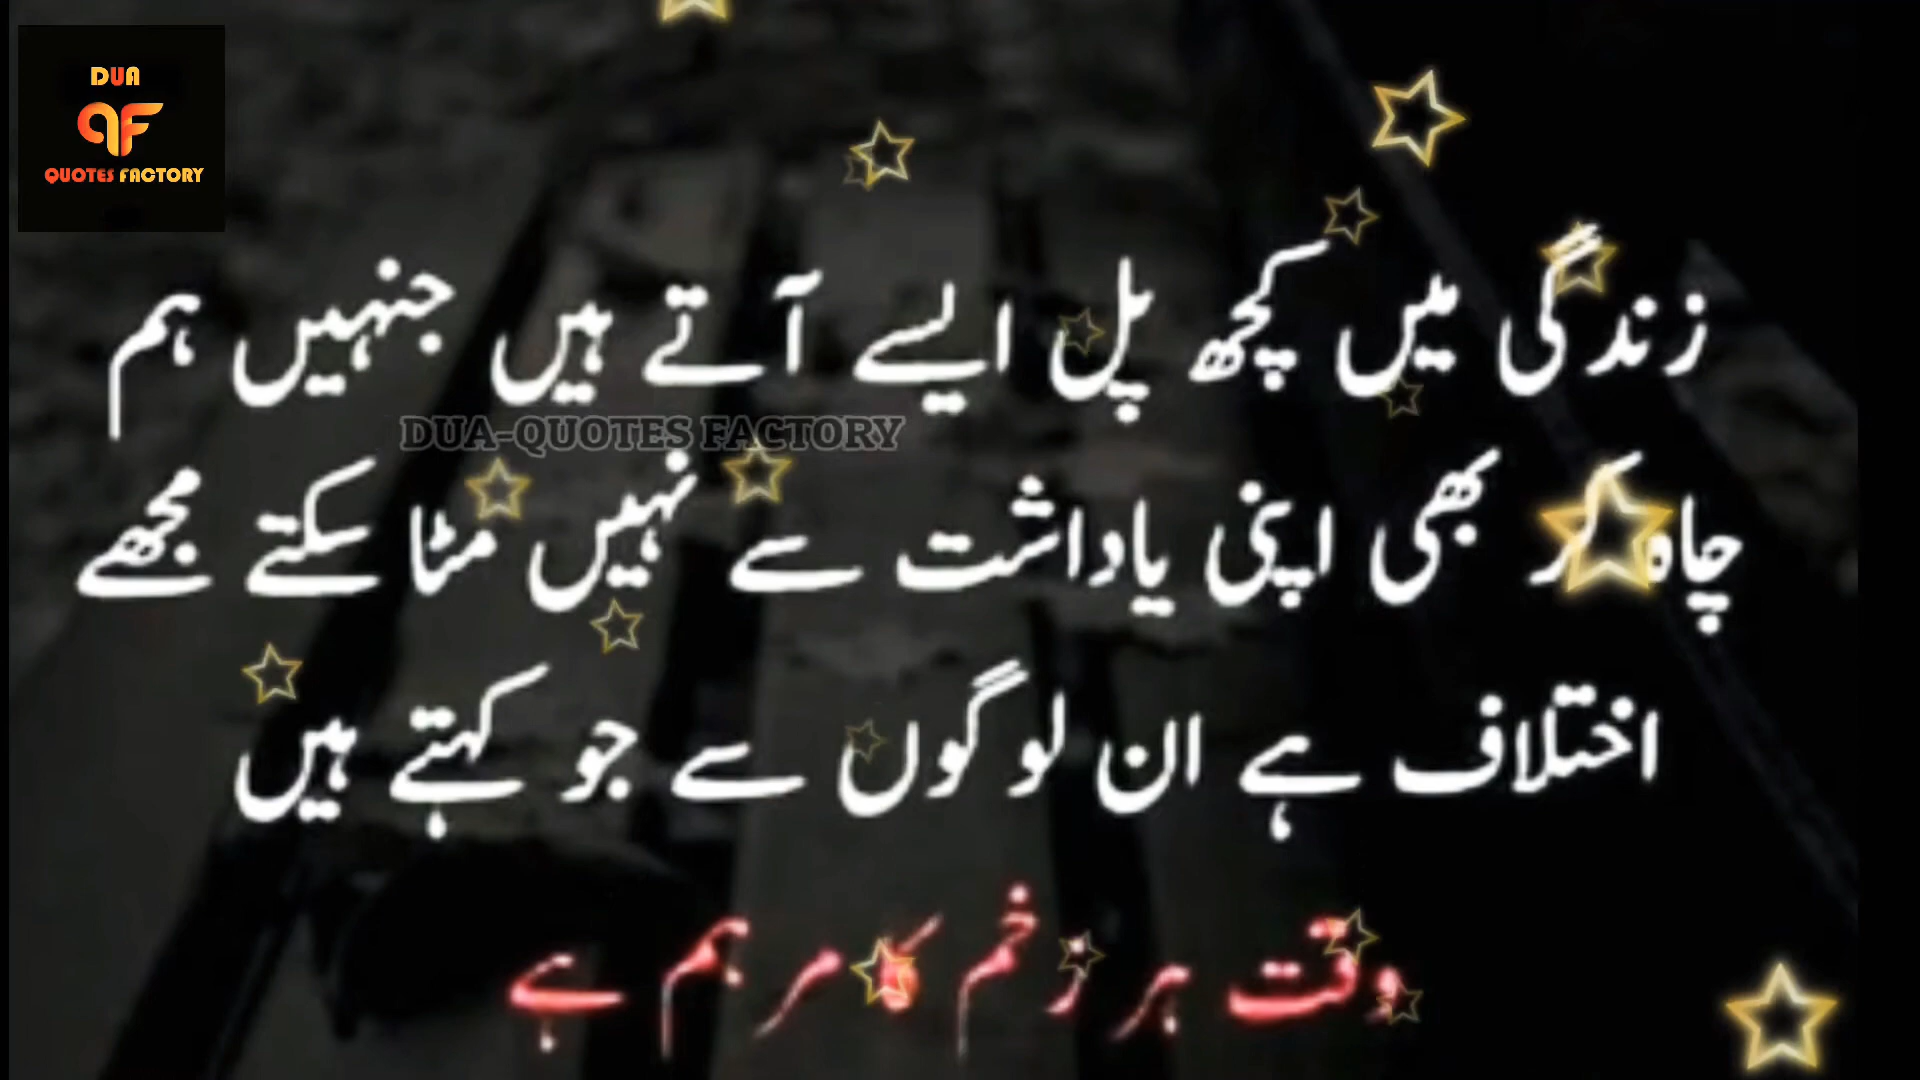 DUA
QF
QUOTES FACTORY
زندگی میں کچھ پل ایسے آتے ہیں جنہیں ہم
DUA-QUOTES FACTORY
چاہ کر بھی اپنی یاداشت سے نہیں مٹا سکتے مجھے
اختلاف ہے ان لوگوں سے جو کہتے ہیں
وقت ہر زخم کا مرہم ہے